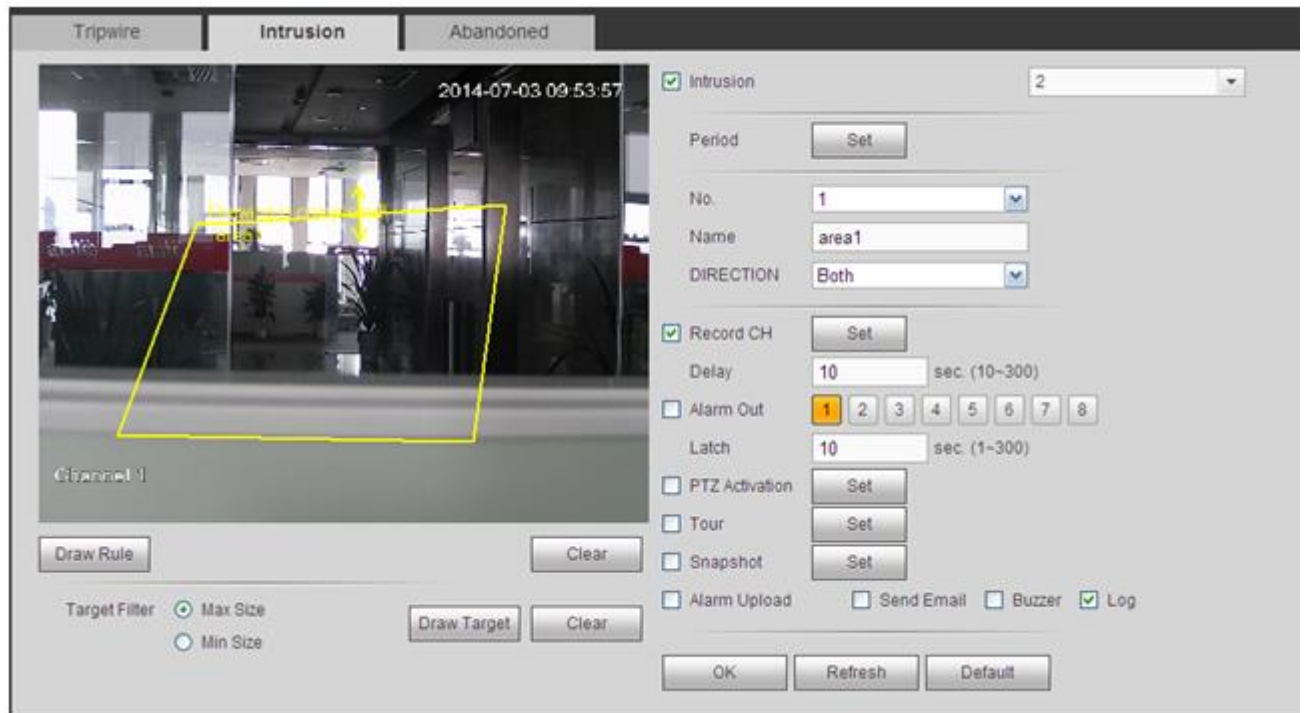 Tripwire
Intrusion
Abandoned
2014-07-03 09:53:57
area1
Channel 1
Draw Rule
Clear
Target Filter
Max Size
Min Size
Draw Target
Clear
Intrusion
2
Period
Set
No.
1
Name
area1
DIRECTION
Both
Record CH
Set
Delay
10
sec. (10~300)
Alarm Out
1 2 3 4 5 6 7 8
Latch
10
sec. (1~300)
PTZ Activation
Set
Tour
Set
Snapshot
Set
Alarm Upload
Send Email
Buzzer
Log
OK
Refresh
Default